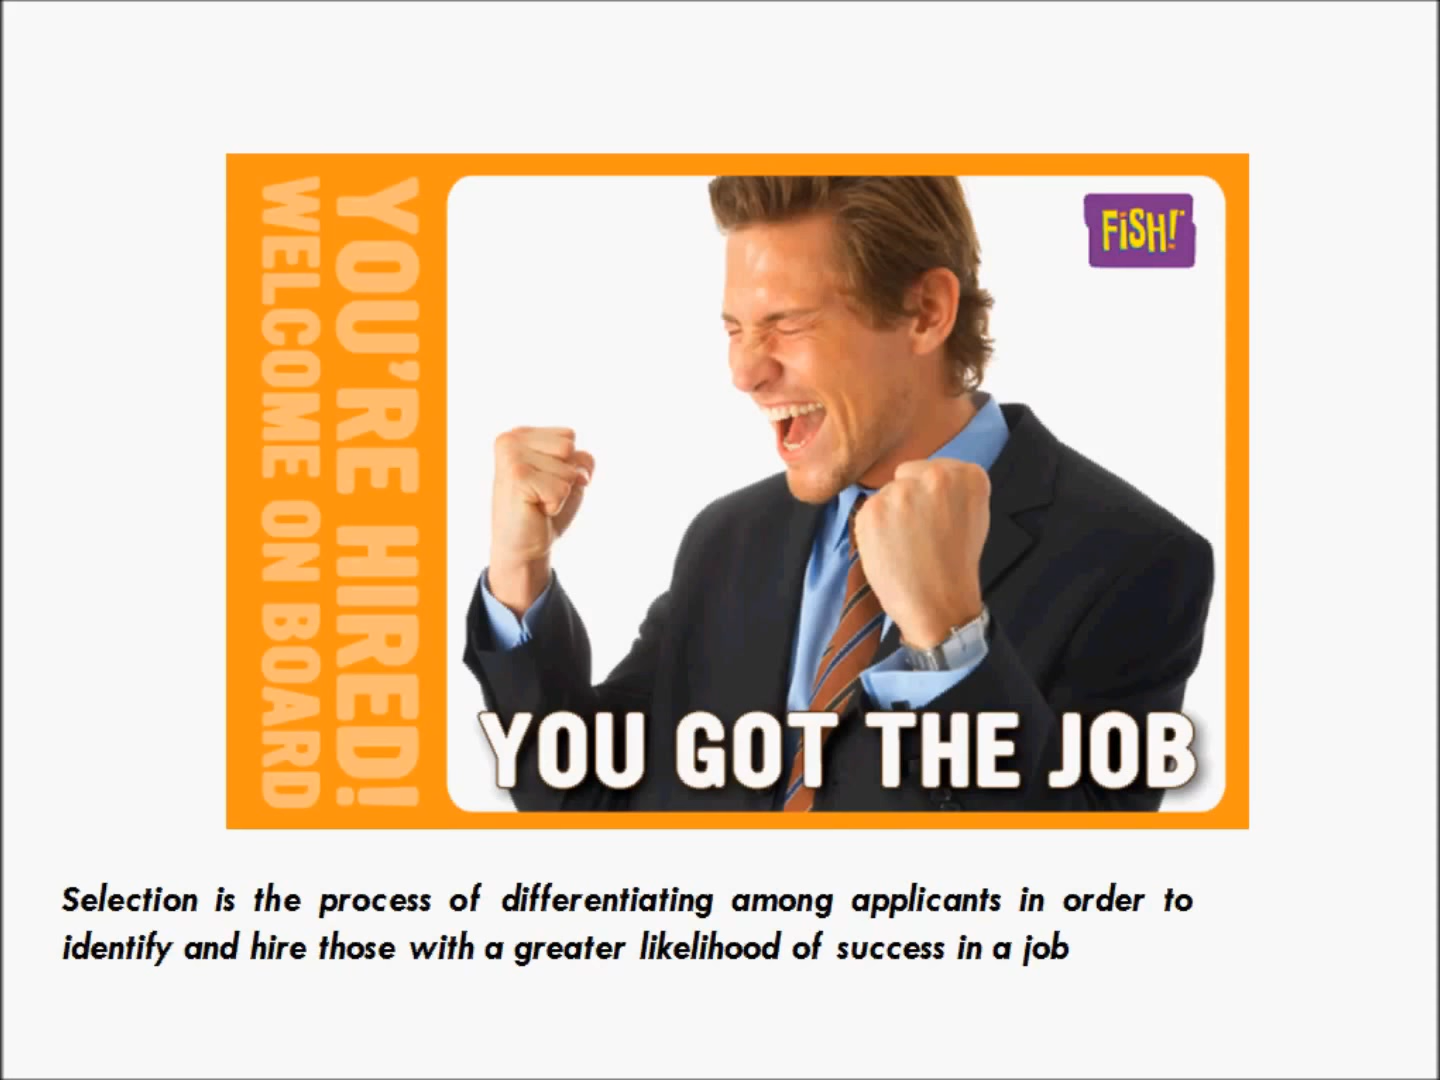 YOU'RE HIRED!
WELCOME ON BOARD
FiSH!
YOU GOT THE JOB
Selection is the process of differentiating among applicants in order to
identify and hire those with a greater likelihood of success in a job